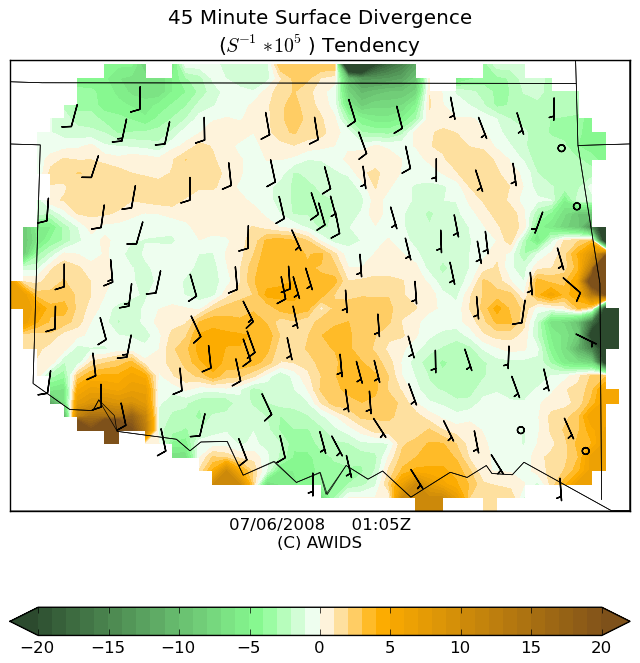 45 Minute Surface Divergence
(S⁻¹ *10⁵ ) Tendency
07/06/2008 01:05Z
(C) AWIDS
−20 −15 −10 −5 0 5 10 15 20